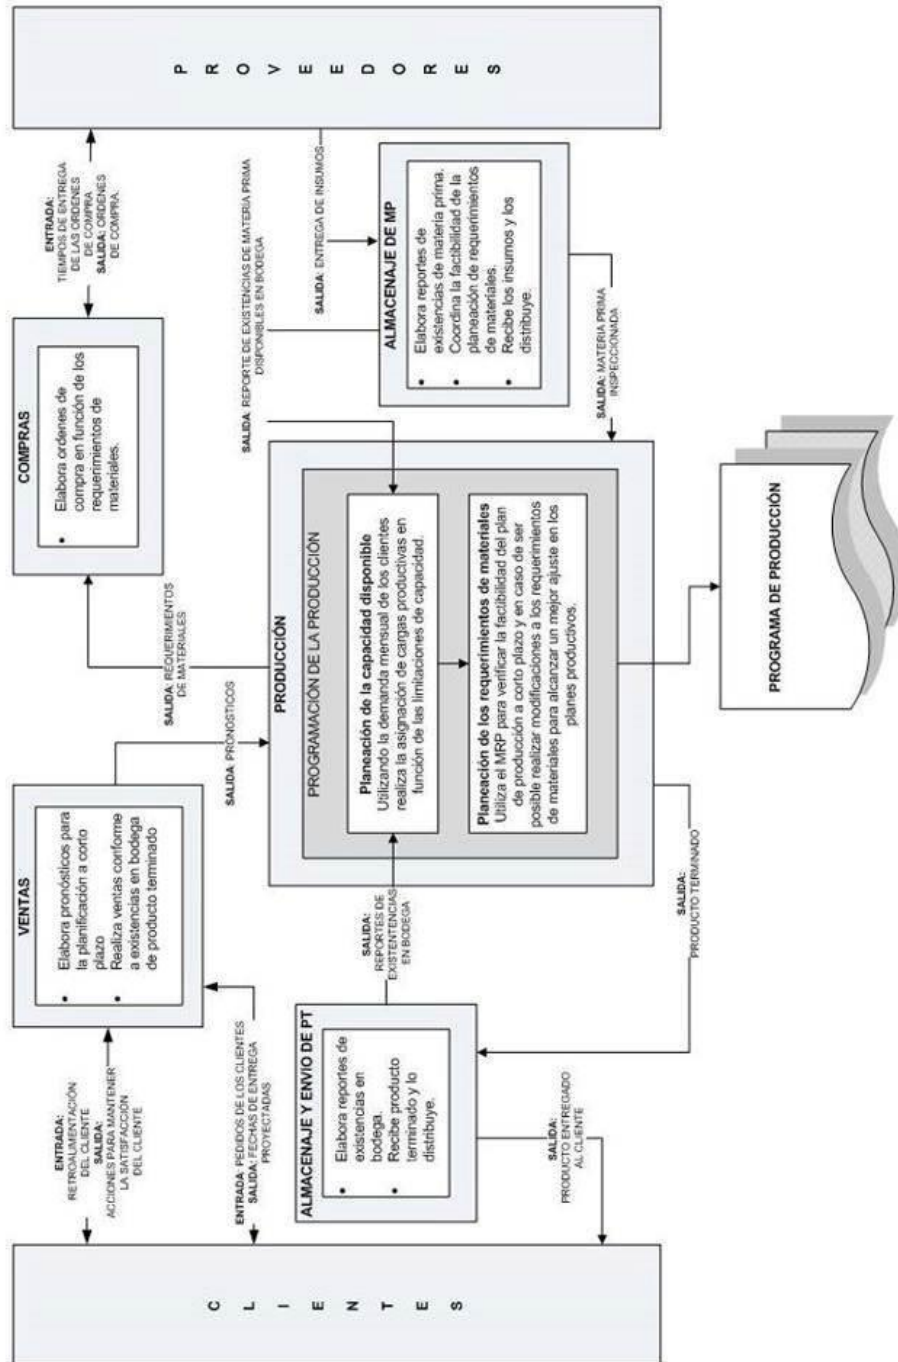 C L I E N T E S
ENTRADA:
RETROALIMENTACIÓN
DEL CLIENTE
SALIDA:
ACCIONES PARA MANTENER
LA SATISFACCIÓN
DEL CLIENTE
ENTRADA: PEDIDOS DE LOS CLIENTES
SALIDA: FECHAS DE ENTREGA
PROYECTADAS
VENTAS
• Elabora pronósticos para
la planificación a corto
plazo
• Realiza ventas conforme
a existencias en bodega
de producto terminado
SALIDA: PRONÓSTICOS
SALIDA: REQUERIMIENTOS
DE MATERIALES
COMPRAS
• Elabora ordenes de
compra en función de los
requerimientos de
materiales.
ENTRADA:
TIEMPOS DE ENTREGA
DE LAS ORDENES
DE COMPRA
SALIDA: ORDENES
DE COMPRA.
P R O V E E D O R E S
ALMACENAJE Y ENVIO DE PT
• Elabora reportes de
existencias en
bodega.
• Recibe producto
terminado y lo
distribuye.
SALIDA:
REPORTES DE
EXISTENTENCIAS
EN BODEGA
SALIDA:
PRODUCTO ENTREGADO
AL CLIENTE
PRODUCCIÓN
PROGRAMACIÓN DE LA PRODUCCIÓN
Planeación de la capacidad disponible
Utilizando la demanda mensual de los clientes
realiza la asignación de cargas productivas en
función de las limitaciones de capacidad.
Planeación de los requerimientos de materiales
Utiliza el MRP para verificar la factibilidad del plan
de producción a corto plazo y en caso de ser
posible realizar modificaciones a los requerimientos
de materiales para alcanzar un mejor ajuste en los
planes productivos.
SALIDA: REPORTE DE EXISTENCIAS DE MATERIA PRIMA
DISPONIBLES EN BODEGA
SALIDA: ENTREGA DE INSUMOS
ALMACENAJE DE MP
• Elabora reportes de
existencias de matería prima.
• Coordina la factibilidad de la
planeación de requerimientos
de materiales.
• Recibe los insumos y los
distribuye.
SALIDA: MATERIA PRIMA
INSPECCIONADA
SALIDA:
PRODUCTO TERMINADO
PROGRAMA DE PRODUCCIÓN